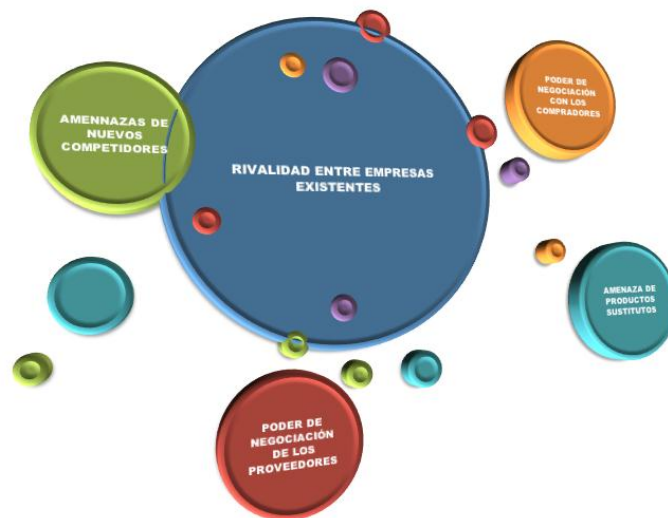 AMENNAZAS DE
NUEVOS
COMPETIDORES
RIVALIDAD ENTRE EMPRESAS
EXISTENTES
PODER DE
NEGOCIACIÓN
CON LOS
COMPRADORES
AMENAZA DE
PRODUCTOS
SUSTITUTOS
PODER DE
NEGOCIACIÓN
DE LOS
PROVEEDORES